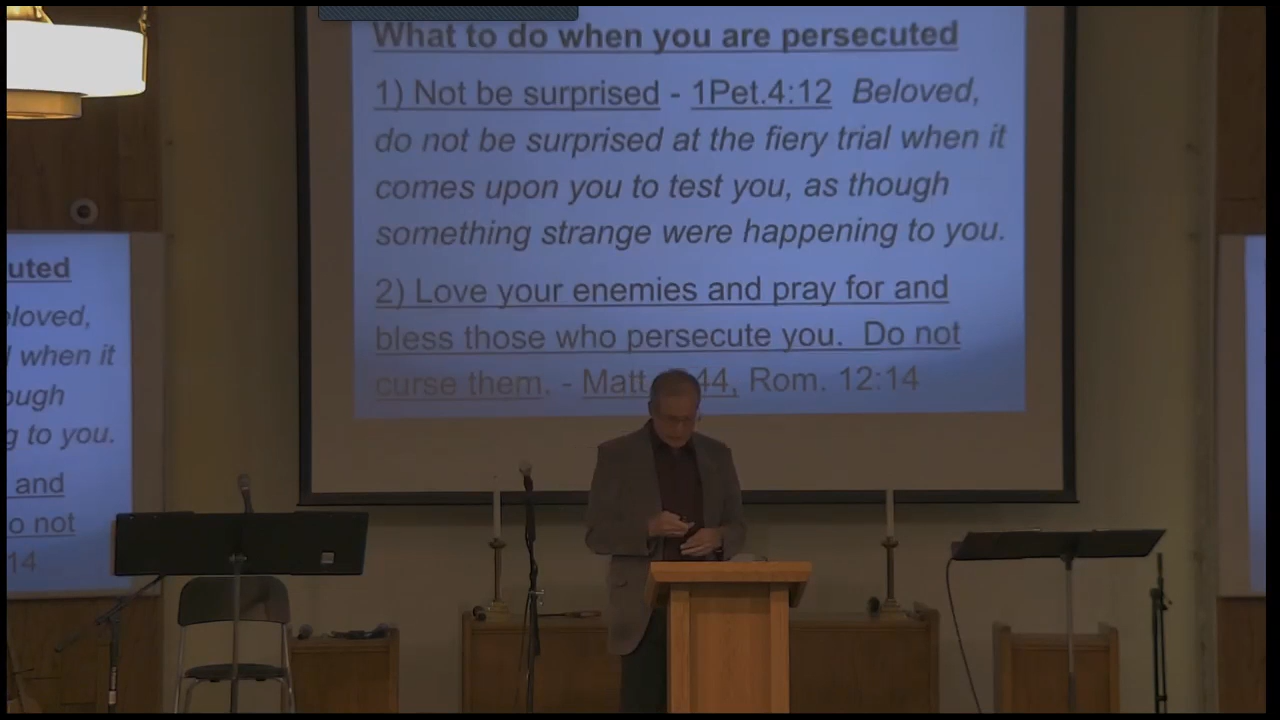 What to do when you are persecuted
1) Not be surprised - 1Pet.4:12 Beloved,
do not be surprised at the fiery trial when it
comes upon you to test you, as though
something strange were happening to you.
2) Love your enemies and pray for and
bless those who persecute you. Do not
curse them. - Matt. 44, Rom. 12:14
uted
loved,
when it
ough
g to you.
and
o not
14